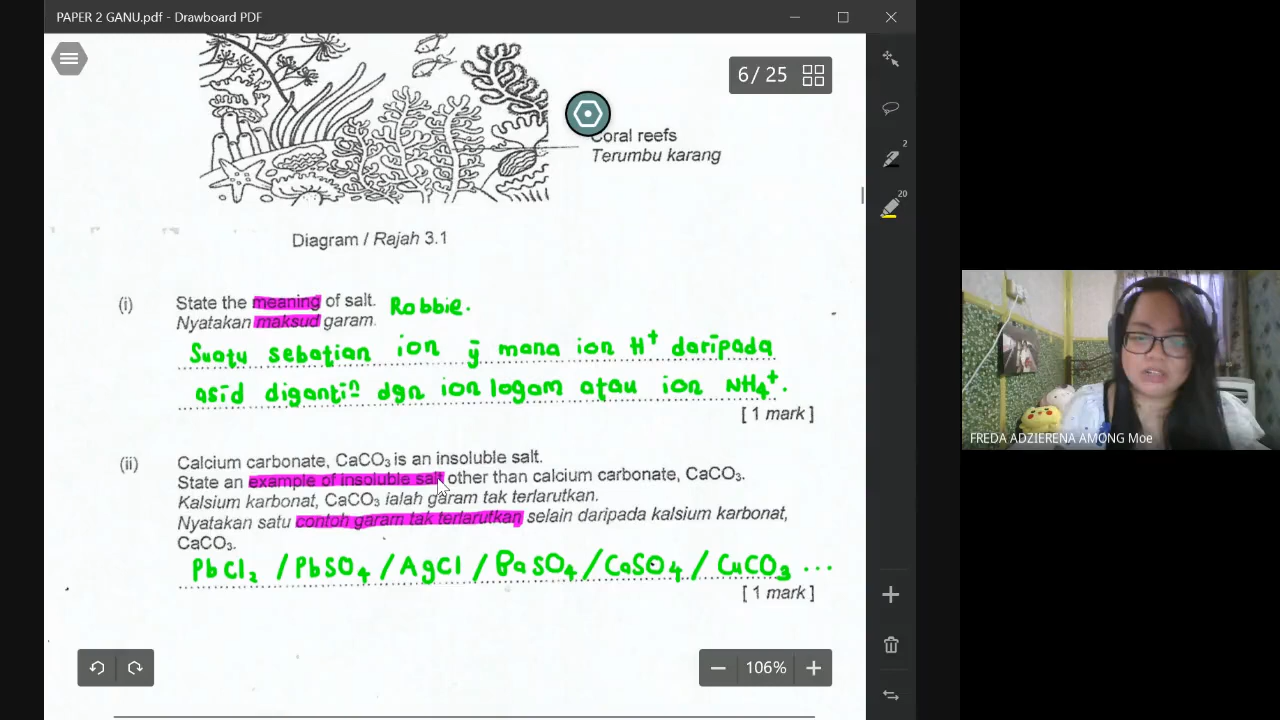 PAPER 2 GANU.pdf - Drawboard PDF
6 / 25
2
20
Coral reefs
Terumbu karang
Diagram / Rajah 3.1
(i) State the meaning of salt. Robbie.
Nyatakan maksud garam.
Suatu sebatian ion ȳ mana ion H⁺ daripada
asid diganti dgn ion logam atau ion NH₄⁺.
[ 1 mark ]
(ii) Calcium carbonate, CaCO₃ is an insoluble salt.
State an example of insoluble salt other than calcium carbonate, CaCO₃.
Kalsium karbonat, CaCO₃ ialah garam tak terlarutkan.
Nyatakan satu contoh garam tak terlarutkan selain daripada kalsium karbonat,
CaCO₃.
PbCl₂ / PbSO₄ / AgCl / BaSO₄ / CaSO₄ / CuCO₃ ...
[ 1 mark ]
106%
FREDA ADZIERENA AMONG Moe